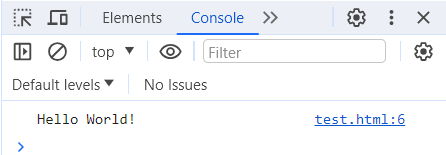 Elements Console
top Filter
Default levels No Issues
Hello World! test.html:6